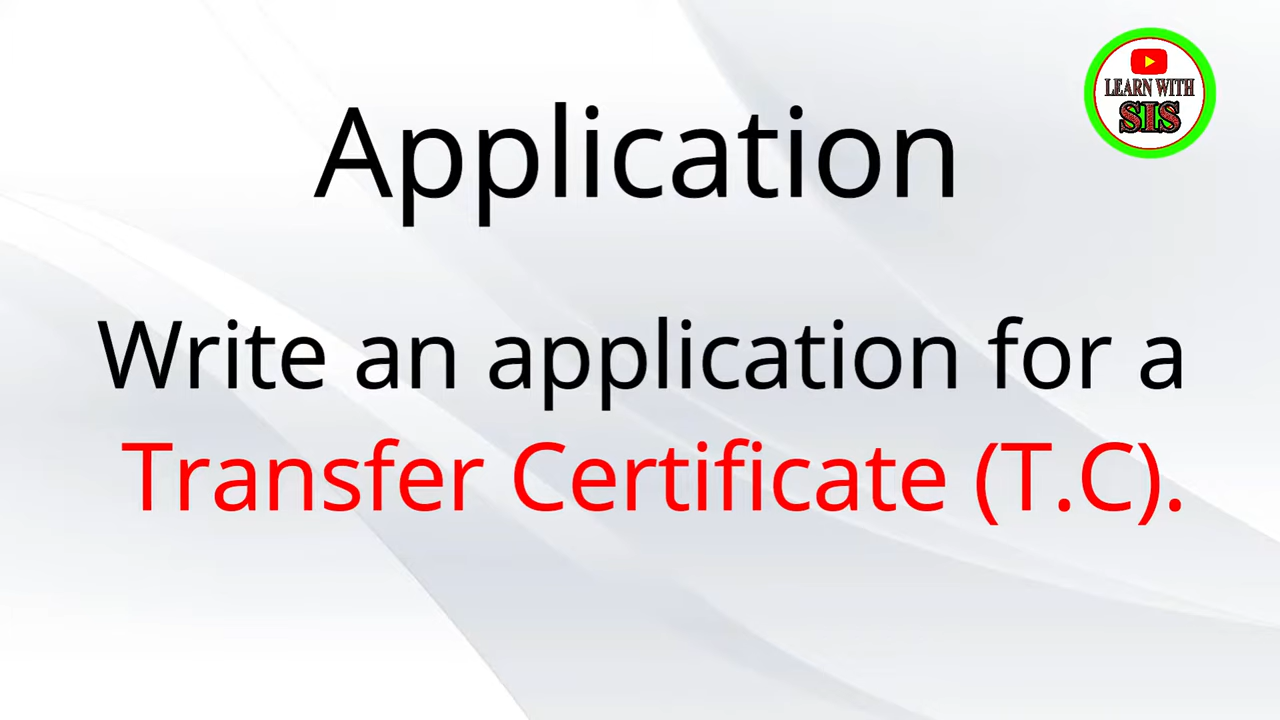 LEARN WITH
SIS
Application
Write an application for a
Transfer Certificate (T.C).